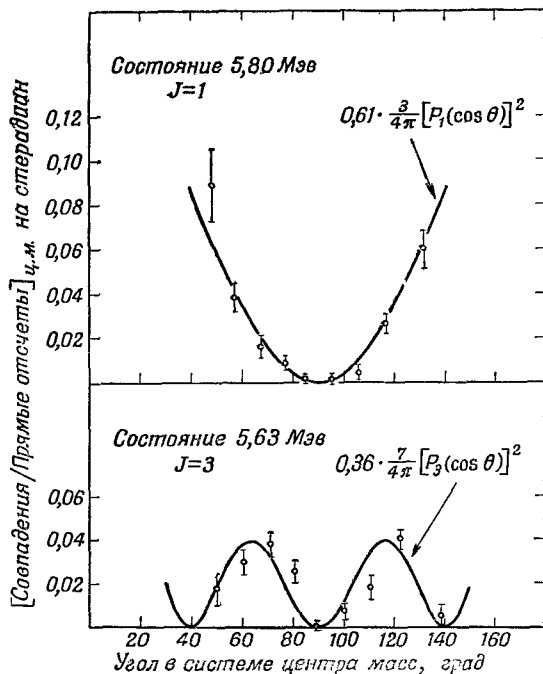 Состояние 5,80 Мэв
J=1
0,61 · 3/4π [P₁(cos θ)]²
0,12
0,10
0,08
0,06
0,04
0,02
[Совпадения/Прямые отсчеты]ц.м. на стерадиан
Состояние 5,63 Мэв
J=3
0,36 · 7/4π [P₃(cos θ)]²
0,06
0,04
0,02
20 40 60 80 100 120 140 160
Угол в системе центра масс, град